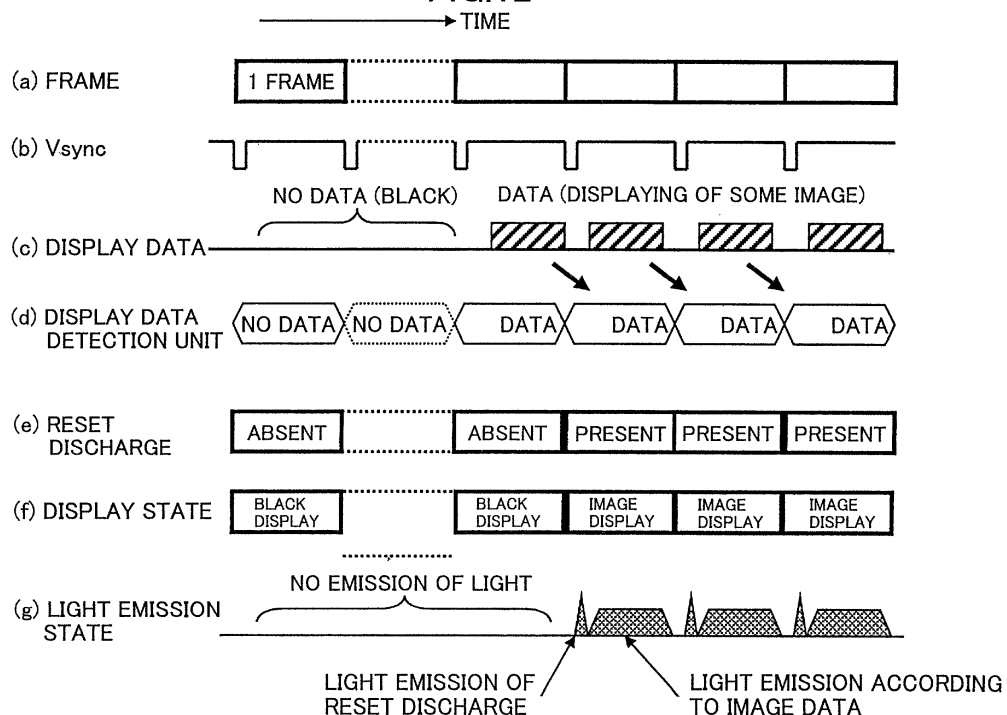 TIME
(a) FRAME
1 FRAME
(b) Vsync
NO DATA (BLACK)
DATA (DISPLAYING OF SOME IMAGE)
(c) DISPLAY DATA
(d) DISPLAY DATA
DETECTION UNIT
NO DATA
NO DATA
DATA
DATA
DATA
DATA
(e) RESET
DISCHARGE
ABSENT
ABSENT
PRESENT
PRESENT
PRESENT
(f) DISPLAY STATE
BLACK
DISPLAY
BLACK
DISPLAY
IMAGE
DISPLAY
IMAGE
DISPLAY
IMAGE
DISPLAY
NO EMISSION OF LIGHT
(g) LIGHT EMISSION
STATE
LIGHT EMISSION OF
RESET DISCHARGE
LIGHT EMISSION ACCORDING
TO IMAGE DATA